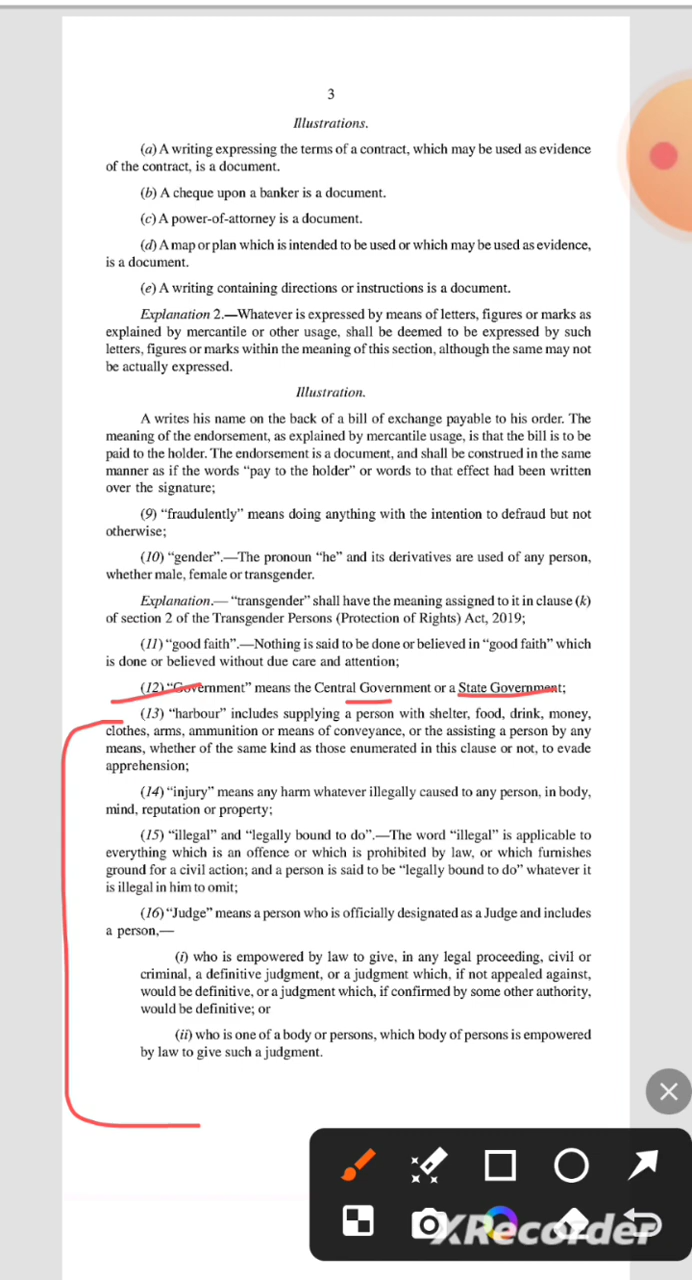 3
Illustrations.
(a) A writing expressing the terms of a contract, which may be used as evidence
of the contract, is a document.
(b) A cheque upon a banker is a document.
(c) A power-of-attorney is a document.
(d) A map or plan which is intended to be used or which may be used as evidence,
is a document.
(e) A writing containing directions or instructions is a document.
Explanation 2.—Whatever is expressed by means of letters, figures or marks as
explained by mercantile or other usage, shall be deemed to be expressed by such
letters, figures or marks within the meaning of this section, although the same may not
be actually expressed.
Illustration.
A writes his name on the back of a bill of exchange payable to his order. The
meaning of the endorsement, as explained by mercantile usage, is that the bill is to be
paid to the holder. The endorsement is a document, and shall be construed in the same
manner as if the words “pay to the holder” or words to that effect had been written
over the signature;
(9) “fraudulently” means doing anything with the intention to defraud but not
otherwise;
(10) “gender”.—The pronoun “he” and its derivatives are used of any person,
whether male, female or transgender.
Explanation.— “transgender” shall have the meaning assigned to it in clause (k)
of section 2 of the Transgender Persons (Protection of Rights) Act, 2019;
(11) “good faith”.—Nothing is said to be done or believed in “good faith” which
is done or believed without due care and attention;
(12) “Government” means the Central Government or a State Government;
(13) “harbour” includes supplying a person with shelter, food, drink, money,
clothes, arms, ammunition or means of conveyance, or the assisting a person by any
means, whether of the same kind as those enumerated in this clause or not, to evade
apprehension;
(14) “injury” means any harm whatever illegally caused to any person, in body,
mind, reputation or property;
(15) “illegal” and “legally bound to do”.—The word “illegal” is applicable to
everything which is an offence or which is prohibited by law, or which furnishes
ground for a civil action; and a person is said to be “legally bound to do” whatever it
is illegal in him to omit;
(16) “Judge” means a person who is officially designated as a Judge and includes
a person,—
(i) who is empowered by law to give, in any legal proceeding, civil or
criminal, a definitive judgment, or a judgment which, if not appealed against,
would be definitive, or a judgment which, if confirmed by some other authority,
would be definitive; or
(ii) who is one of a body or persons, which body of persons is empowered
by law to give such a judgment.
XRecorder